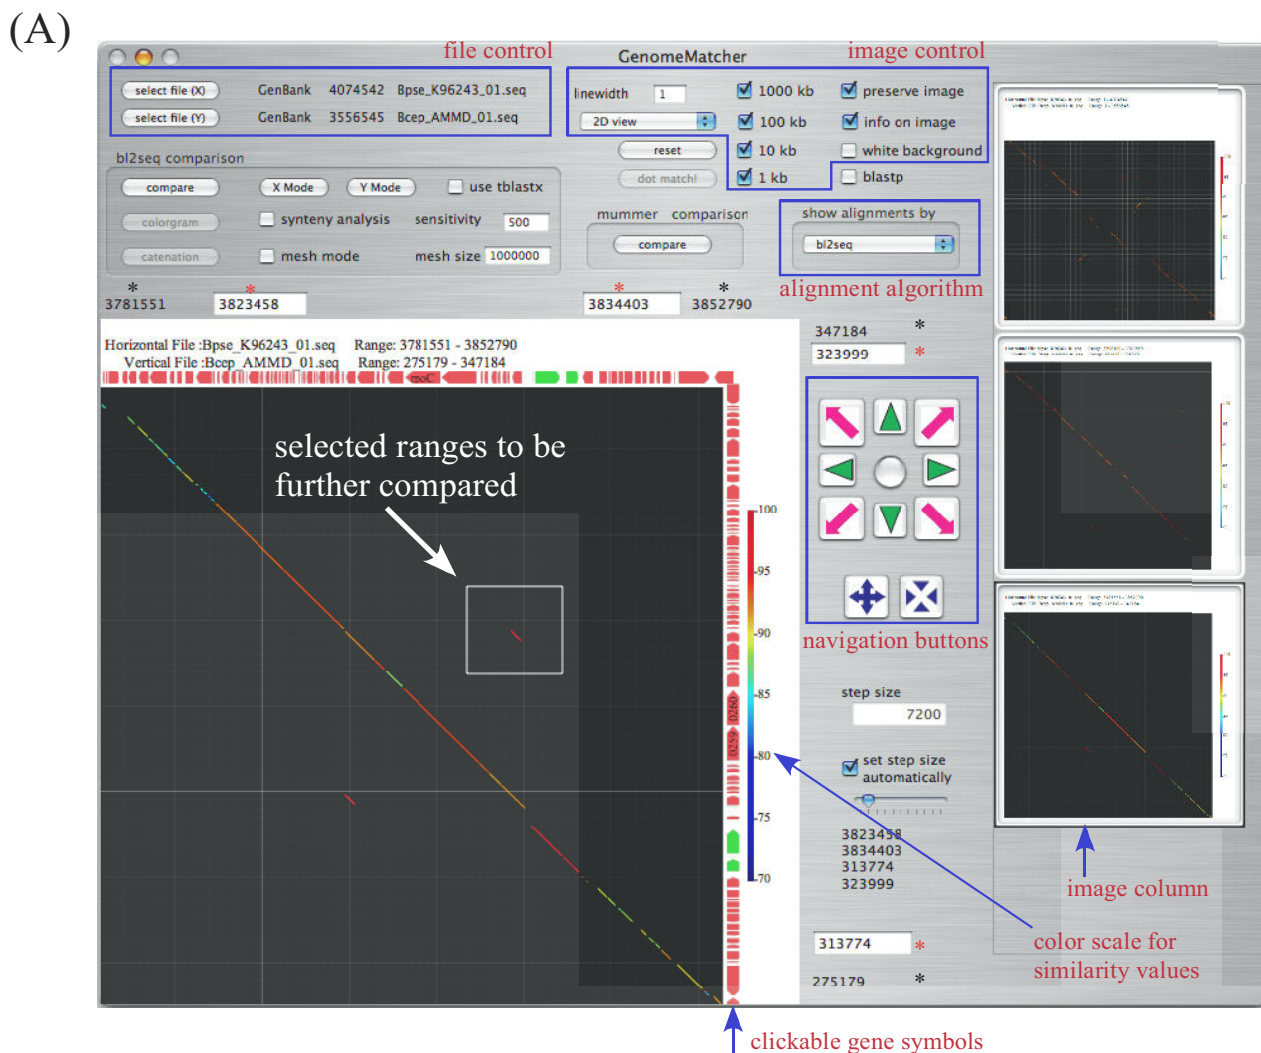 (A)
file control
GenomeMatcher
image control
select file (X) GenBank 4074542 Bpse_K96243_01.seq
select file (Y) GenBank 3556545 Bcep_AMMD_01.seq
linewidth 1
1000 kb
preserve image
2D view
100 kb
info on image
reset
10 kb
white background
dot match!
1 kb
blastp
bl2seq comparison
compare X Mode Y Mode use tblastx
colorgram synteny analysis sensitivity 500
catenation mesh mode mesh size 1000000
mummer comparison
compare
show alignments by
bl2seq
alignment algorithm
* * * *
3781551 3823458 3834403 3852790
347184 *
323999 *
Horizontal File :Bpse_K96243_01.seq Range: 3781551 - 3852790
Vertical File :Bcep_AMMD_01.seq Range: 275179 - 347184
rpoC
selected ranges to be
further compared
100
95
90
85
80
75
70
0260
0259
navigation buttons
step size
7200
set step size
automatically
3823458
3834403
313774
323999
313774 *
275179 *
image column
color scale for
similarity values
clickable gene symbols